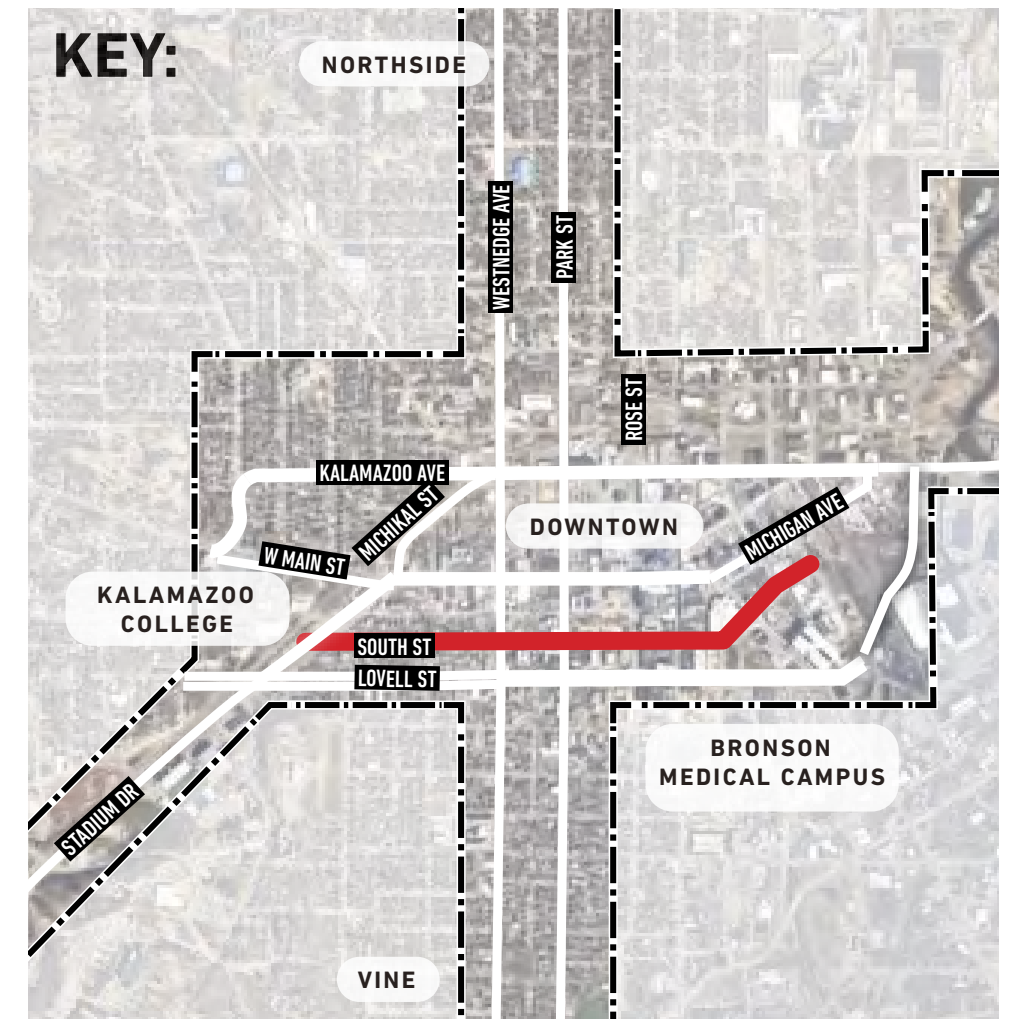 KEY:
NORTHSIDE
WESTNEDGE AVE
PARK ST
ROSE ST
KALAMAZOO AVE
MICHIKAL ST
DOWNTOWN
MICHIGAN AVE
W MAIN ST
KALAMAZOO
COLLEGE
SOUTH ST
LOVELL ST
BRONSON
MEDICAL CAMPUS
STADIUM DR
VINE